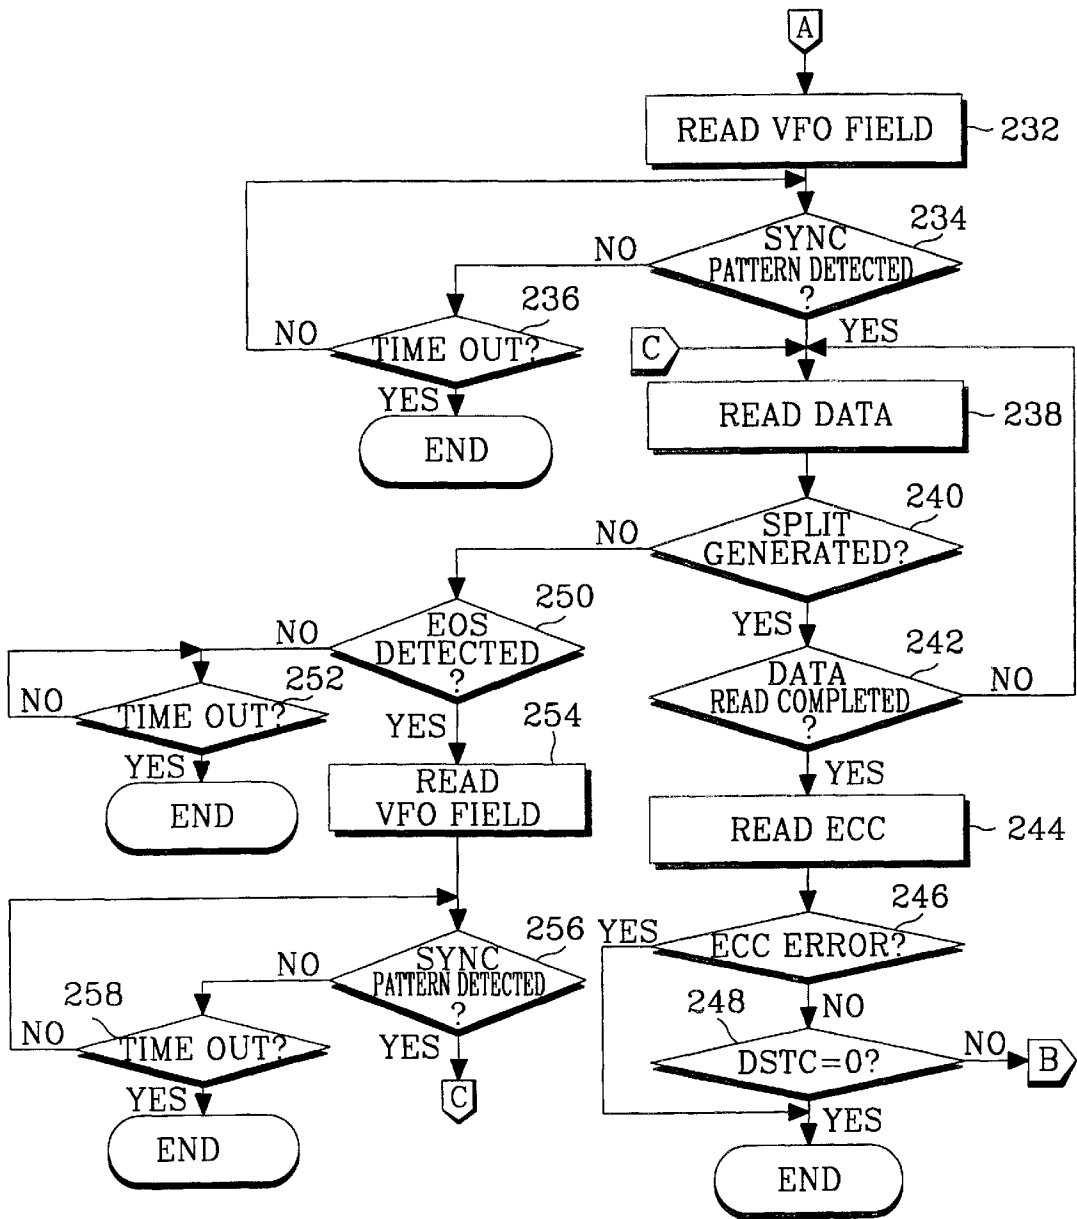 A
READ VFO FIELD
232
SYNC
PATTERN DETECTED
?
234
NO
YES
TIME OUT?
236
NO
YES
END
C
READ DATA
238
SPLIT
GENERATED?
240
NO
YES
EOS
DETECTED
?
250
NO
YES
TIME OUT?
252
NO
YES
END
DATA
READ COMPLETED
?
242
NO
YES
READ
VFO FIELD
254
READ ECC
244
SYNC
PATTERN DETECTED
?
256
NO
YES
C
TIME OUT?
258
NO
YES
END
ECC ERROR?
246
YES
NO
DSTC=0?
248
NO
B
YES
END